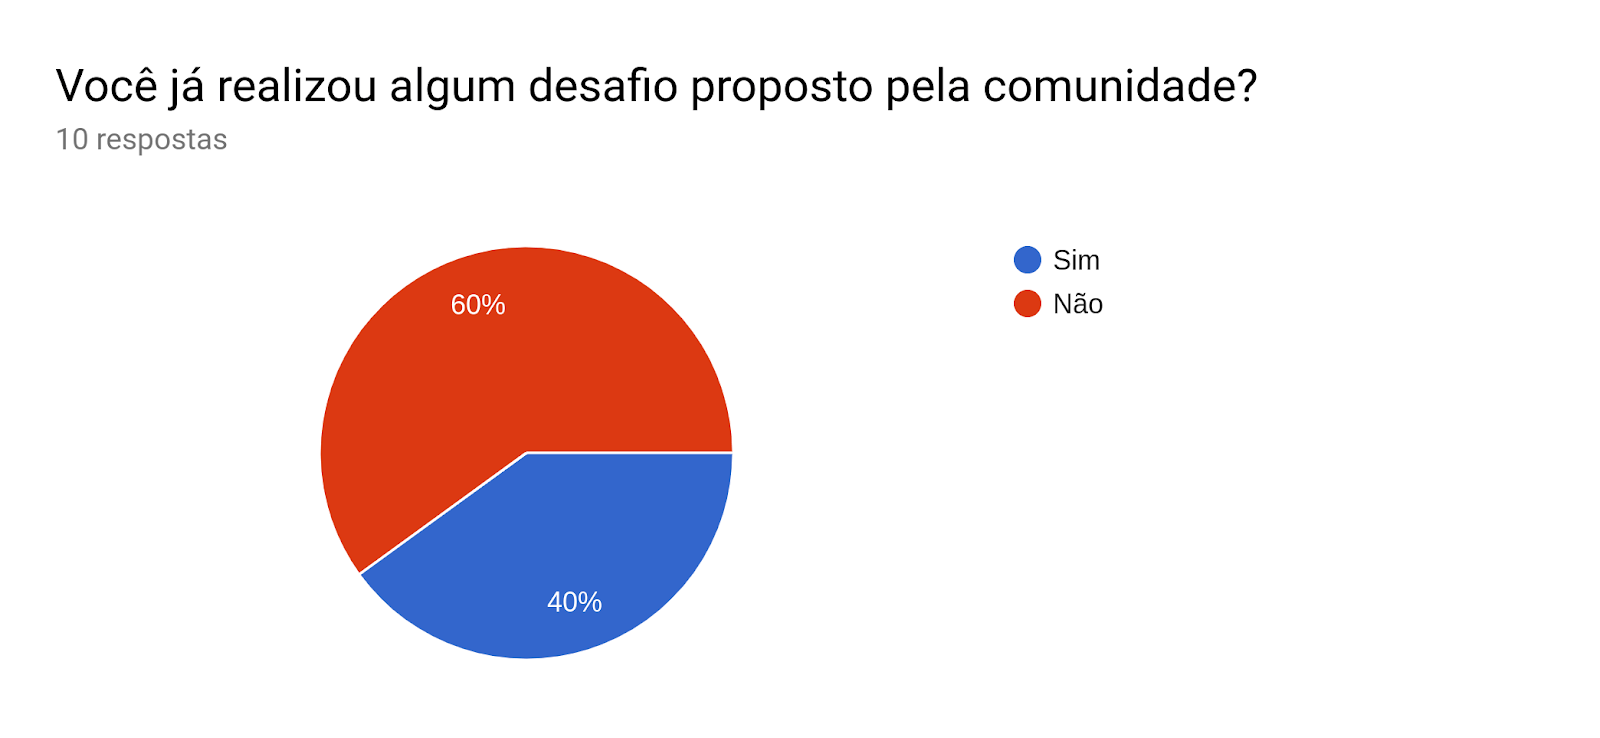 Você já realizou algum desafio proposto pela comunidade?
10 respostas
Sim
Não
60%
40%